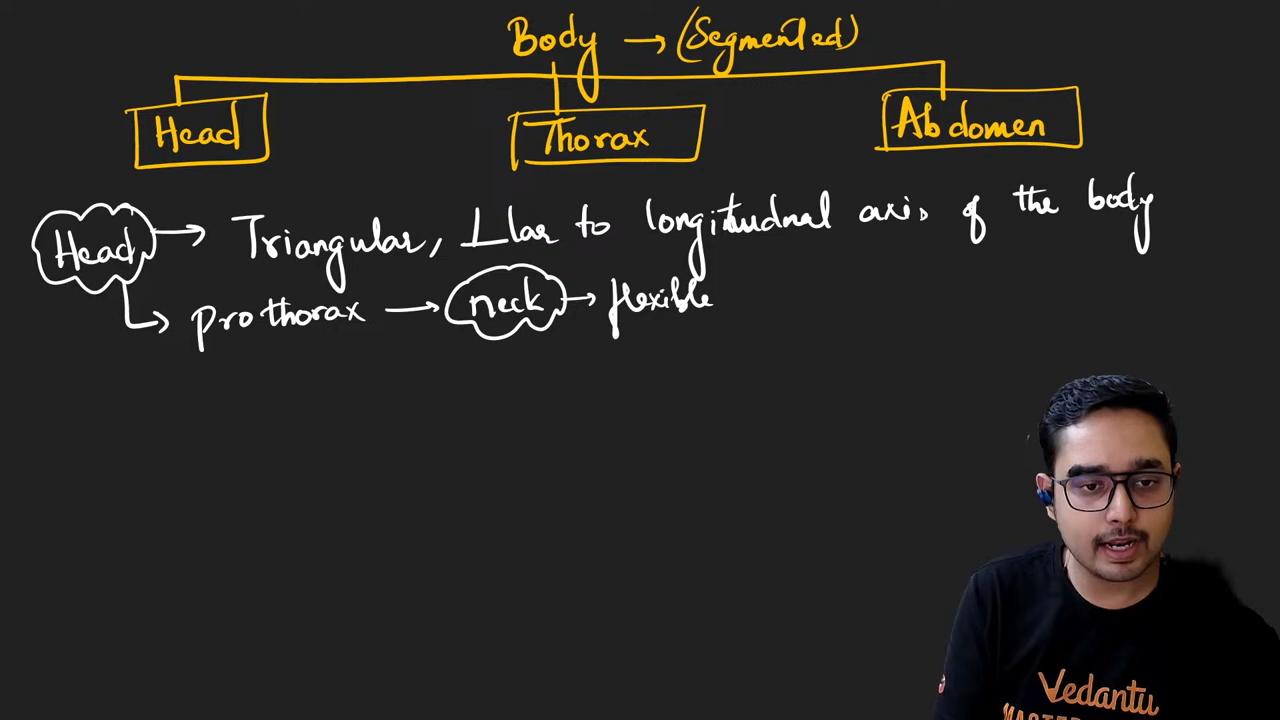 Body → (Segmented)
Head Thorax Abdomen
Head → Triangular, ⊥lar to longitudnal axis of the body
prothorax → neck → flexible
Vedantu